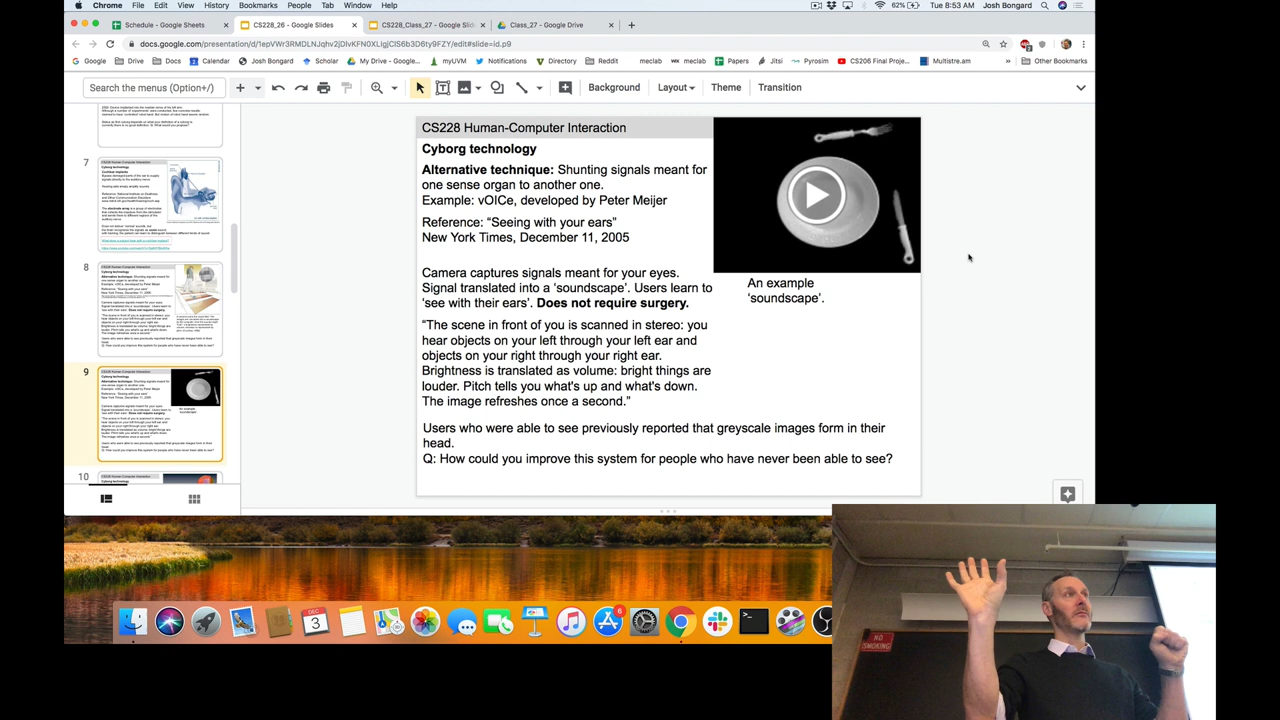 Chrome File Edit View History Bookmarks People Tab Window Help
62% Tue 8:53 AM Josh Bongard
Schedule - Google Sheets
CS228_26 - Google Slides
CS228_Class_27 - Google Slid
Class_27 - Google Drive
docs.google.com/presentation/d/1epVWr3RMDLNJqhv2jDlvKFN0XLIgjClS6b3D6ty9FZY/edit#slide=id.p9
Google Drive Docs Calendar Josh Bongard Scholar My Drive - Google... myUVM Notifications Directory Reddit meclab meclab Papers Jitsi Pyrosim CS206 Final Proje... Multistre.am » Other Bookmarks
Search the menus (Option+/)
Background Layout Theme Transition
7
8
9
10
CS228 Human-Computer Interaction
Cyborg technology
Alternative technique: Shunting signals meant for
one sense organ to another one.
Example: vOICe, developed by Peter Meijer
Reference: "Seeing with your ears"
New York Times, December 11, 2005.
Camera captures signals meant for your eyes.
Signal translated into a 'soundscape'. Users learn to
'see with their ears'. Does not require surgery.
"The scene in front of you is scanned in stereo: you
hear objects on your left through your left ear and
objects on your right through your right ear.
Brightness is translated into volume: bright things are
louder. Pitch tells you what's up and what's down.
The image refreshes once a second."
Users who were able to see previously reported that greyscale images form in their
head.
Q: How could you improve this system for people who have never been able to see?
An example
'soundscape'.
DEC
3
6
NO
SMOKING